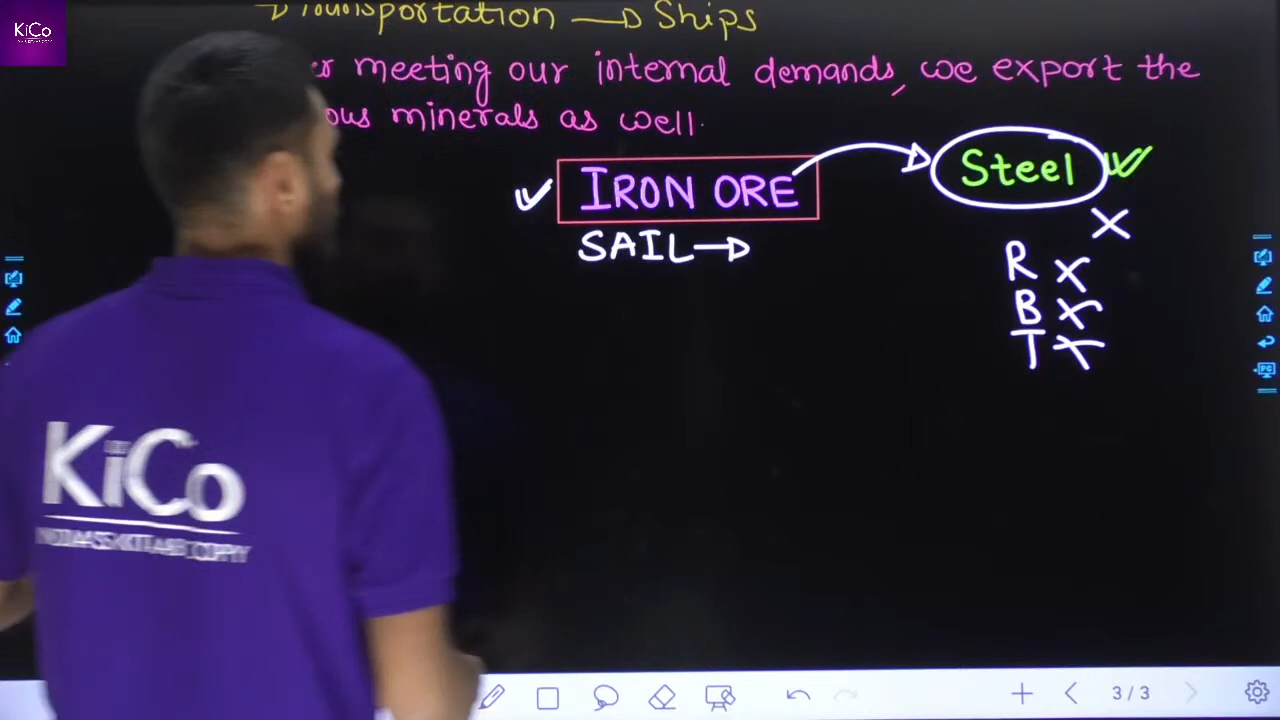 KiCo
Transportation → Ships
meeting our internal demands, we export the
minerals as well.
✓ IRON ORE → Steel ✓
X
SAIL →
R X
B X
T X
KiCo
3 / 3
PC